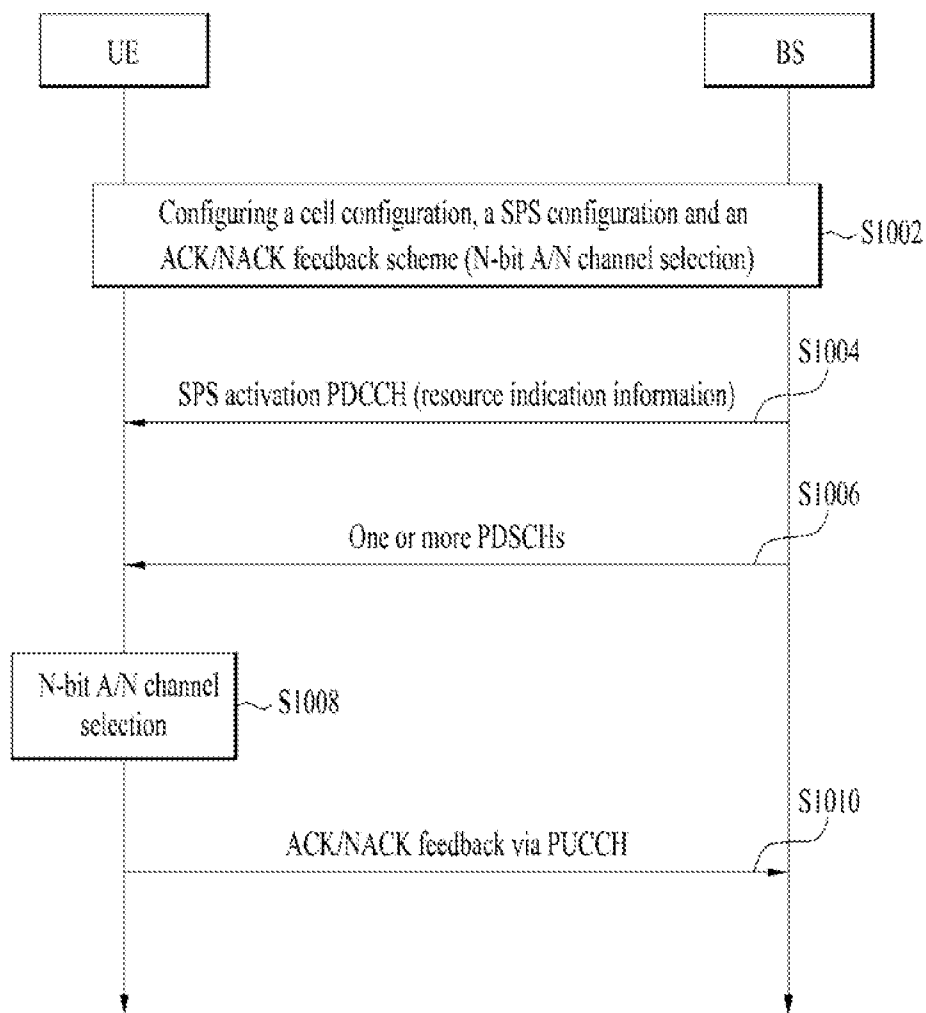 UE
BS
Configuring a cell configuration, a SPS configuration and an
ACK/NACK feedback scheme (N-bit A/N channel selection)
S1002
S1004
SPS activation PDCCH (resource indication information)
S1006
One or more PDSCHs
N-bit A/N channel
selection
S1008
S1010
ACK/NACK feedback via PUCCH